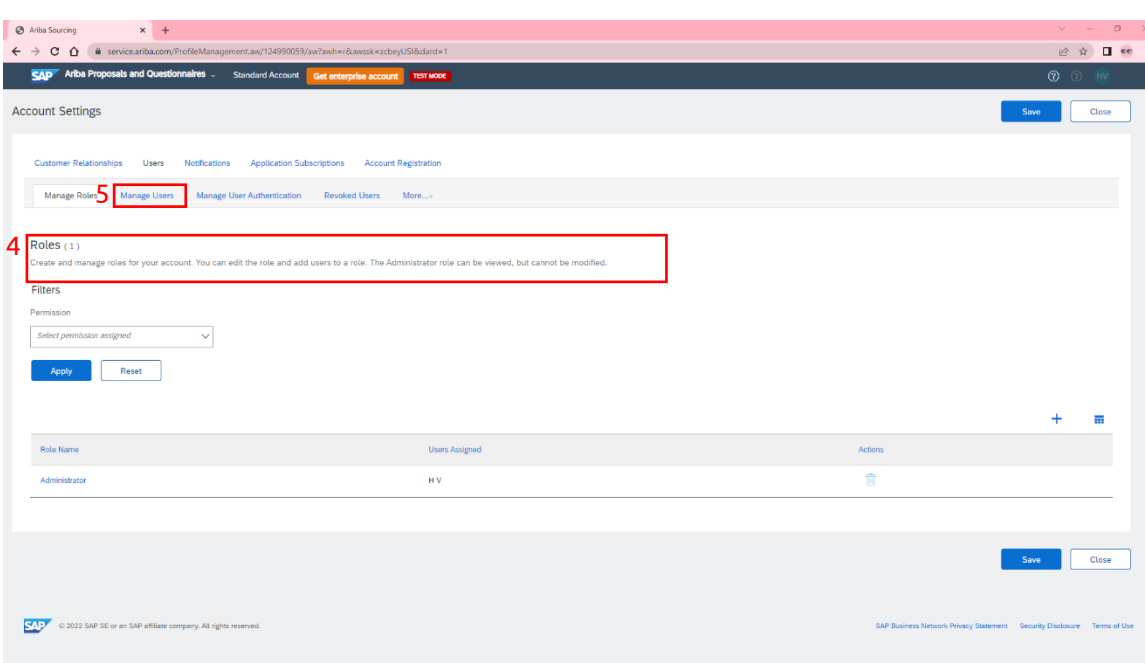 Ariba Sourcing
service.ariba.com/ProfileManagement.aw/124990059/aw?awh=r&awssk=zcbeyUSI&dard=1
SAP Ariba Proposals and Questionnaires Standard Account Get enterprise account TEST MODE HV
Account Settings Save Close
Customer Relationships Users Notifications Application Subscriptions Account Registration
Manage Roles 5 Manage Users Manage User Authentication Revoked Users More...
4 Roles (1)
Create and manage roles for your account. You can edit the role and add users to a role. The Administrator role can be viewed, but cannot be modified.
Filters
Permission
Select permission assigned
Apply Reset
Role Name Users Assigned Actions
Administrator H V
Save Close
SAP © 2022 SAP SE or an SAP affiliate company. All rights reserved. SAP Business Network Privacy Statement Security Disclosure Terms of Use